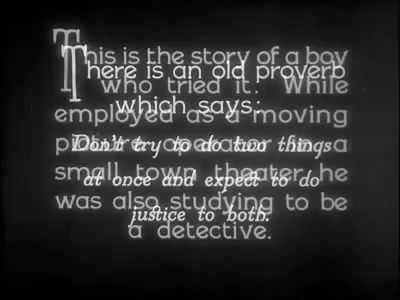 There is an old proverb
which says:
Don't try to do two things
at once and expect to do
justice to both.
This is the story of a boy
who tried it. While
employed as a moving
picture operator in a
small town theater he
was also studying to be
a detective.